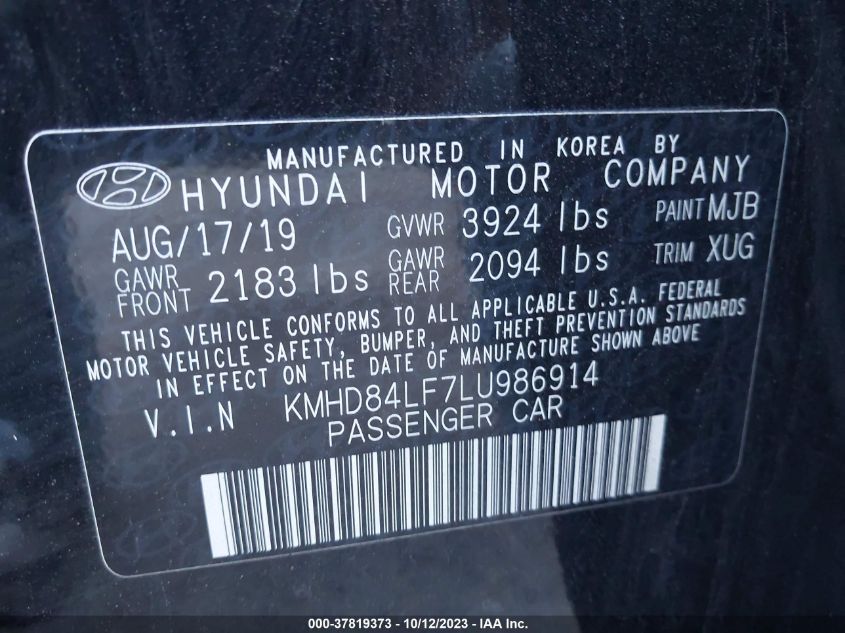 MANUFACTURED IN KOREA BY
HYUNDAI MOTOR COMPANY
AUG/17/19 GVWR 3924 lbs PAINT MJB
GAWR FRONT 2183 lbs GAWR REAR 2094 lbs TRIM XUG
THIS VEHICLE CONFORMS TO ALL APPLICABLE U.S.A. FEDERAL
MOTOR VEHICLE SAFETY, BUMPER, AND THEFT PREVENTION STANDARDS
IN EFFECT ON THE DATE OF MANUFACTURE SHOWN ABOVE
V.I.N KMHD84LF7LU986914
PASSENGER CAR
000-37819373 - 10/12/2023 - IAA Inc.